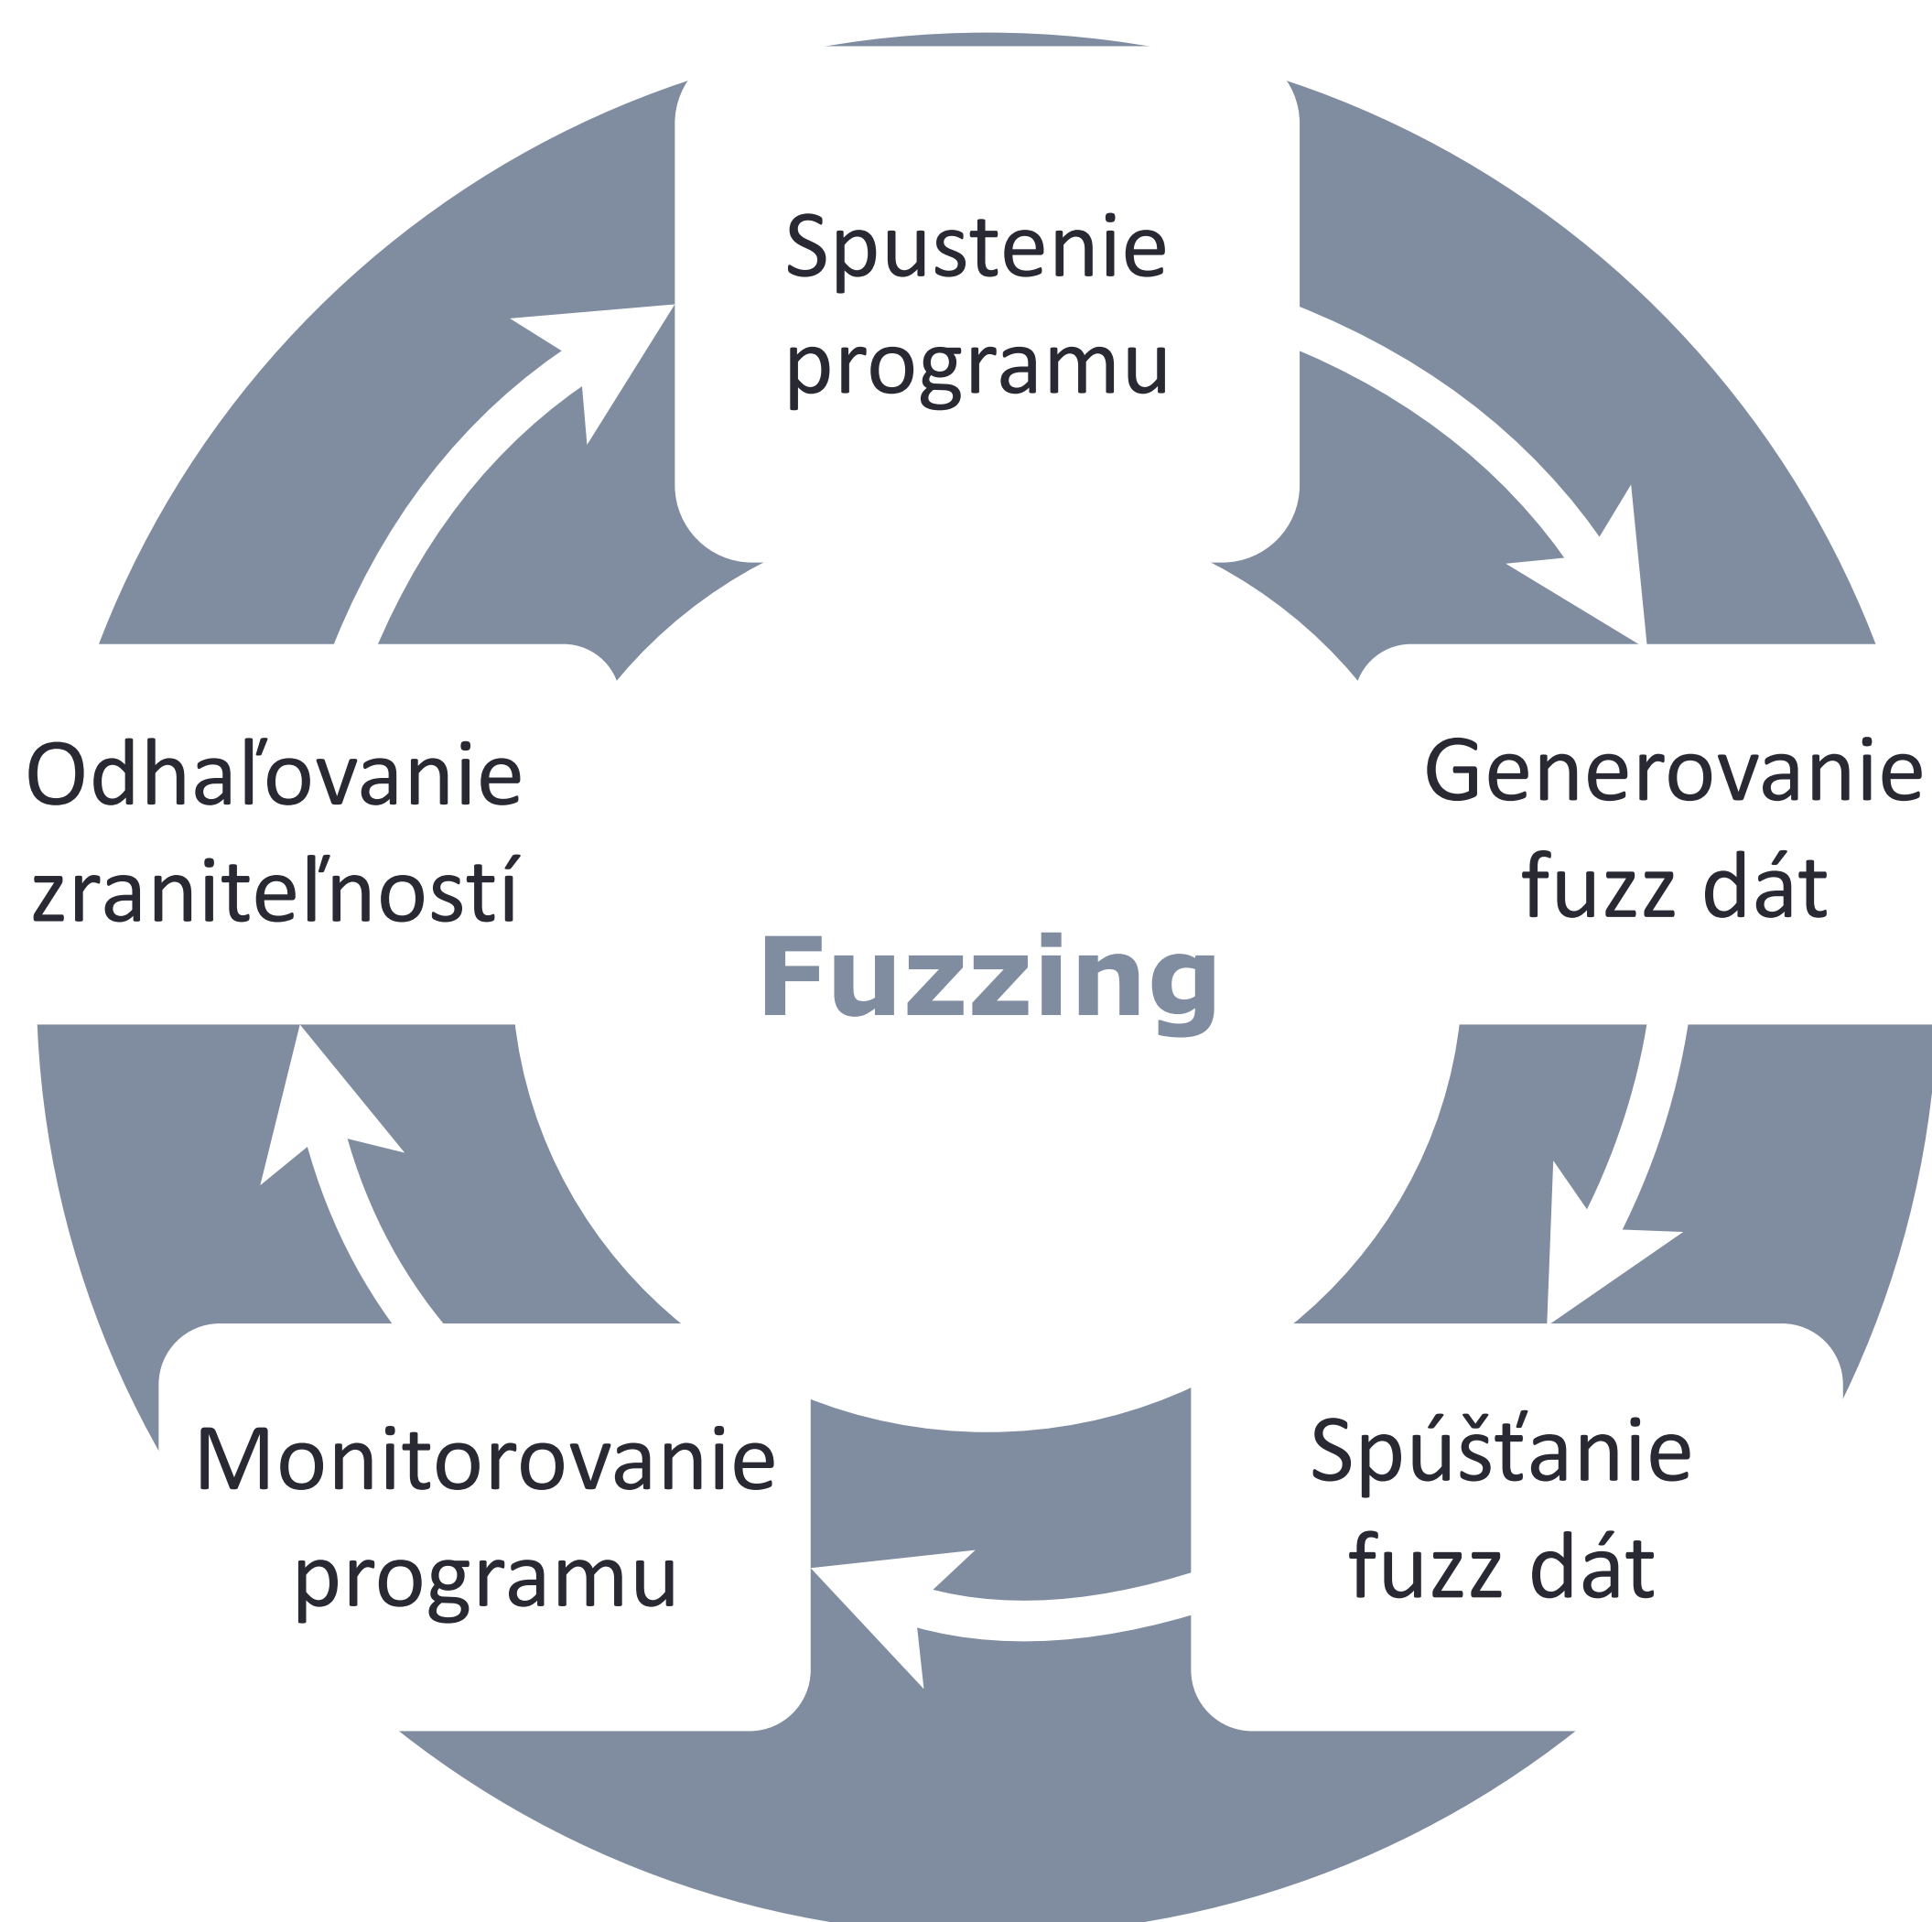 Spustenie
programu
Odhaľovanie
zraniteľností
Generovanie
fuzz dát
Fuzzing
Monitorovanie
programu
Spúšťanie
fuzz dát